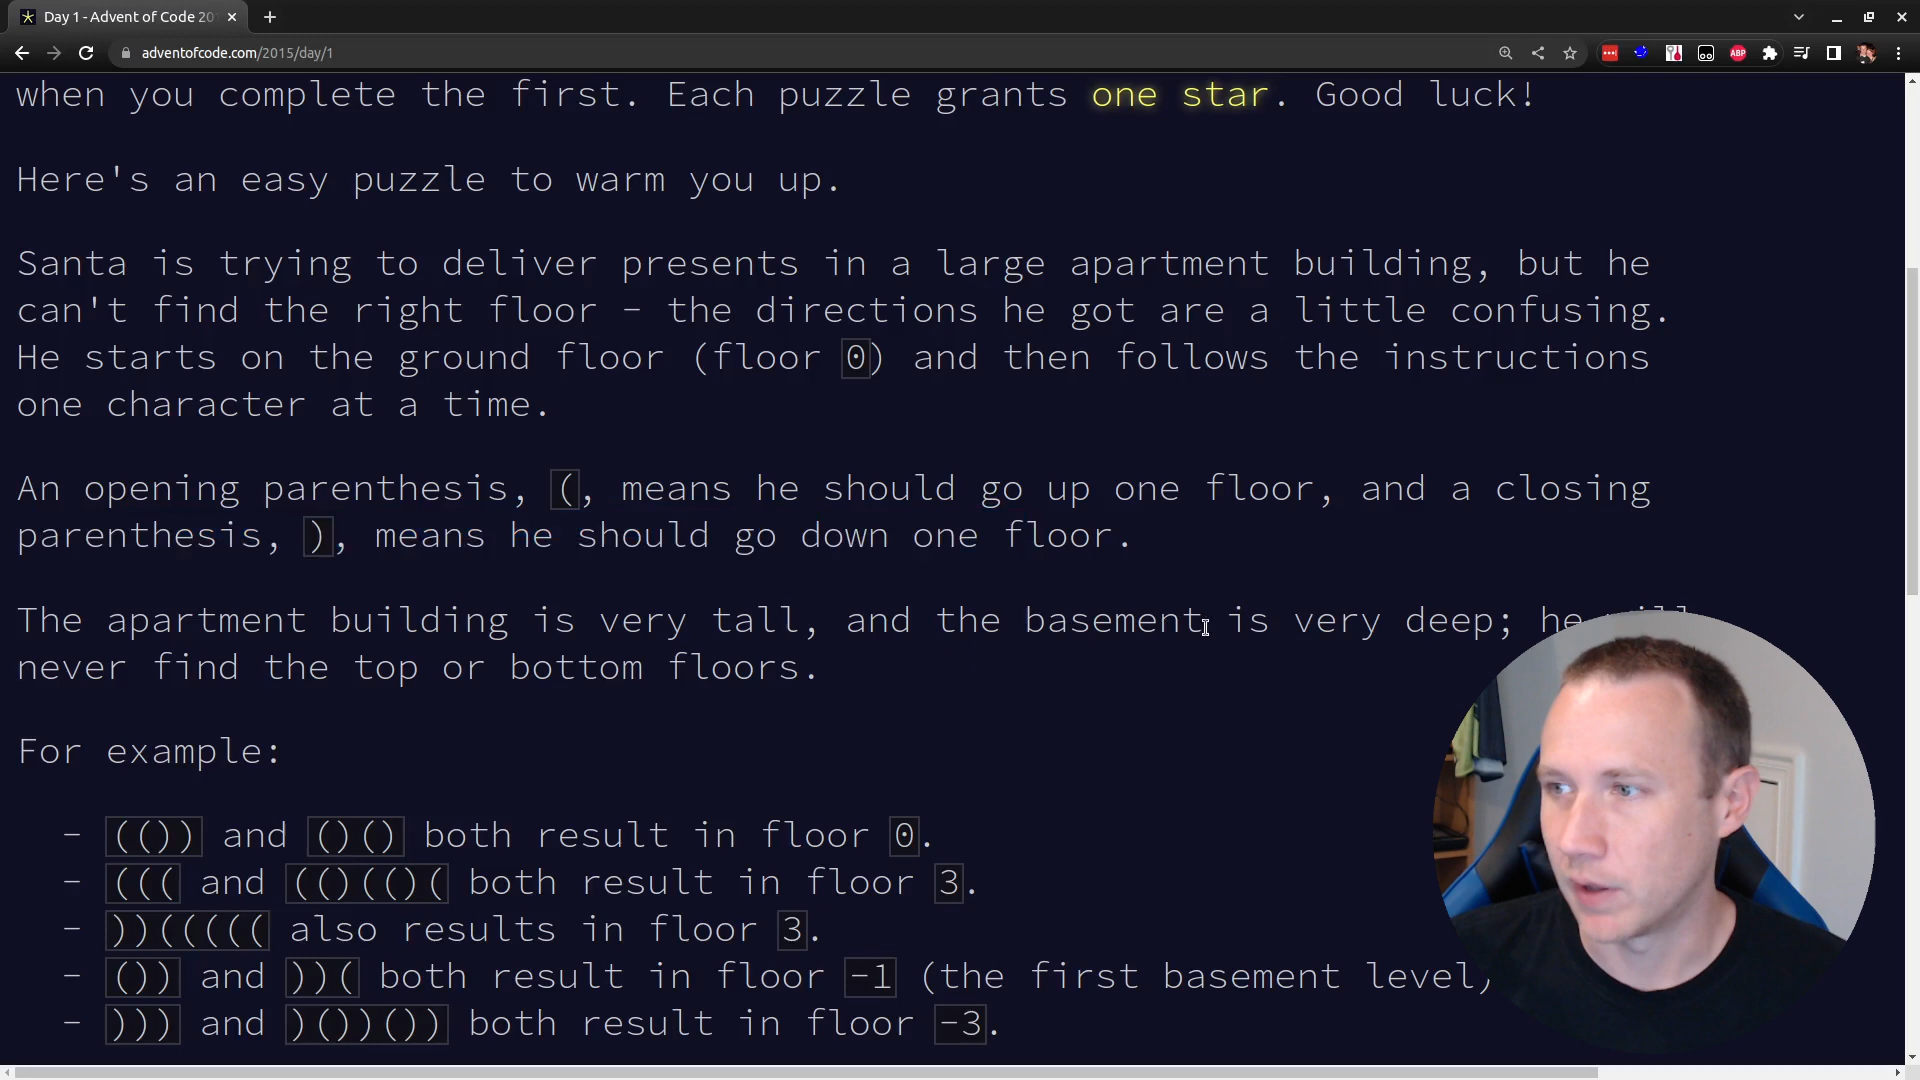 Day 1 - Advent of Code 20
adventofcode.com/2015/day/1
ABP
when you complete the first. Each puzzle grants one star. Good luck!
Here's an easy puzzle to warm you up.
Santa is trying to deliver presents in a large apartment building, but he
can't find the right floor - the directions he got are a little confusing.
He starts on the ground floor (floor 0) and then follows the instructions
one character at a time.
An opening parenthesis, (, means he should go up one floor, and a closing
parenthesis, ), means he should go down one floor.
The apartment building is very tall, and the basement is very deep; he will
never find the top or bottom floors.
For example:
- (()) and ()() both result in floor 0.
- ((( and (()(()( both result in floor 3.
- ))((((( also results in floor 3.
- ()) and ))( both result in floor -1 (the first basement level)
- ))) and )())()) both result in floor -3.